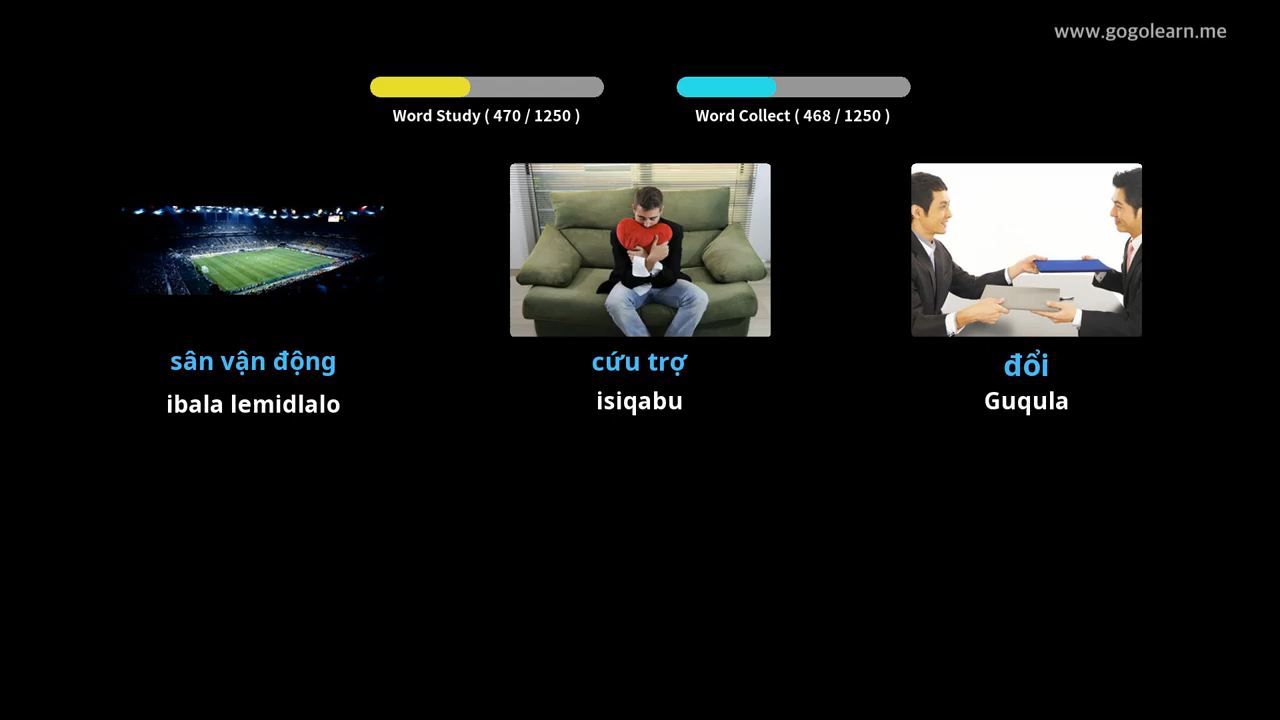 www.gogolearn.me
Word Study ( 470 / 1250 )
Word Collect ( 468 / 1250 )
sân vận động
ibala lemidlalo
cứu trợ
isiqabu
đổi
Guqula